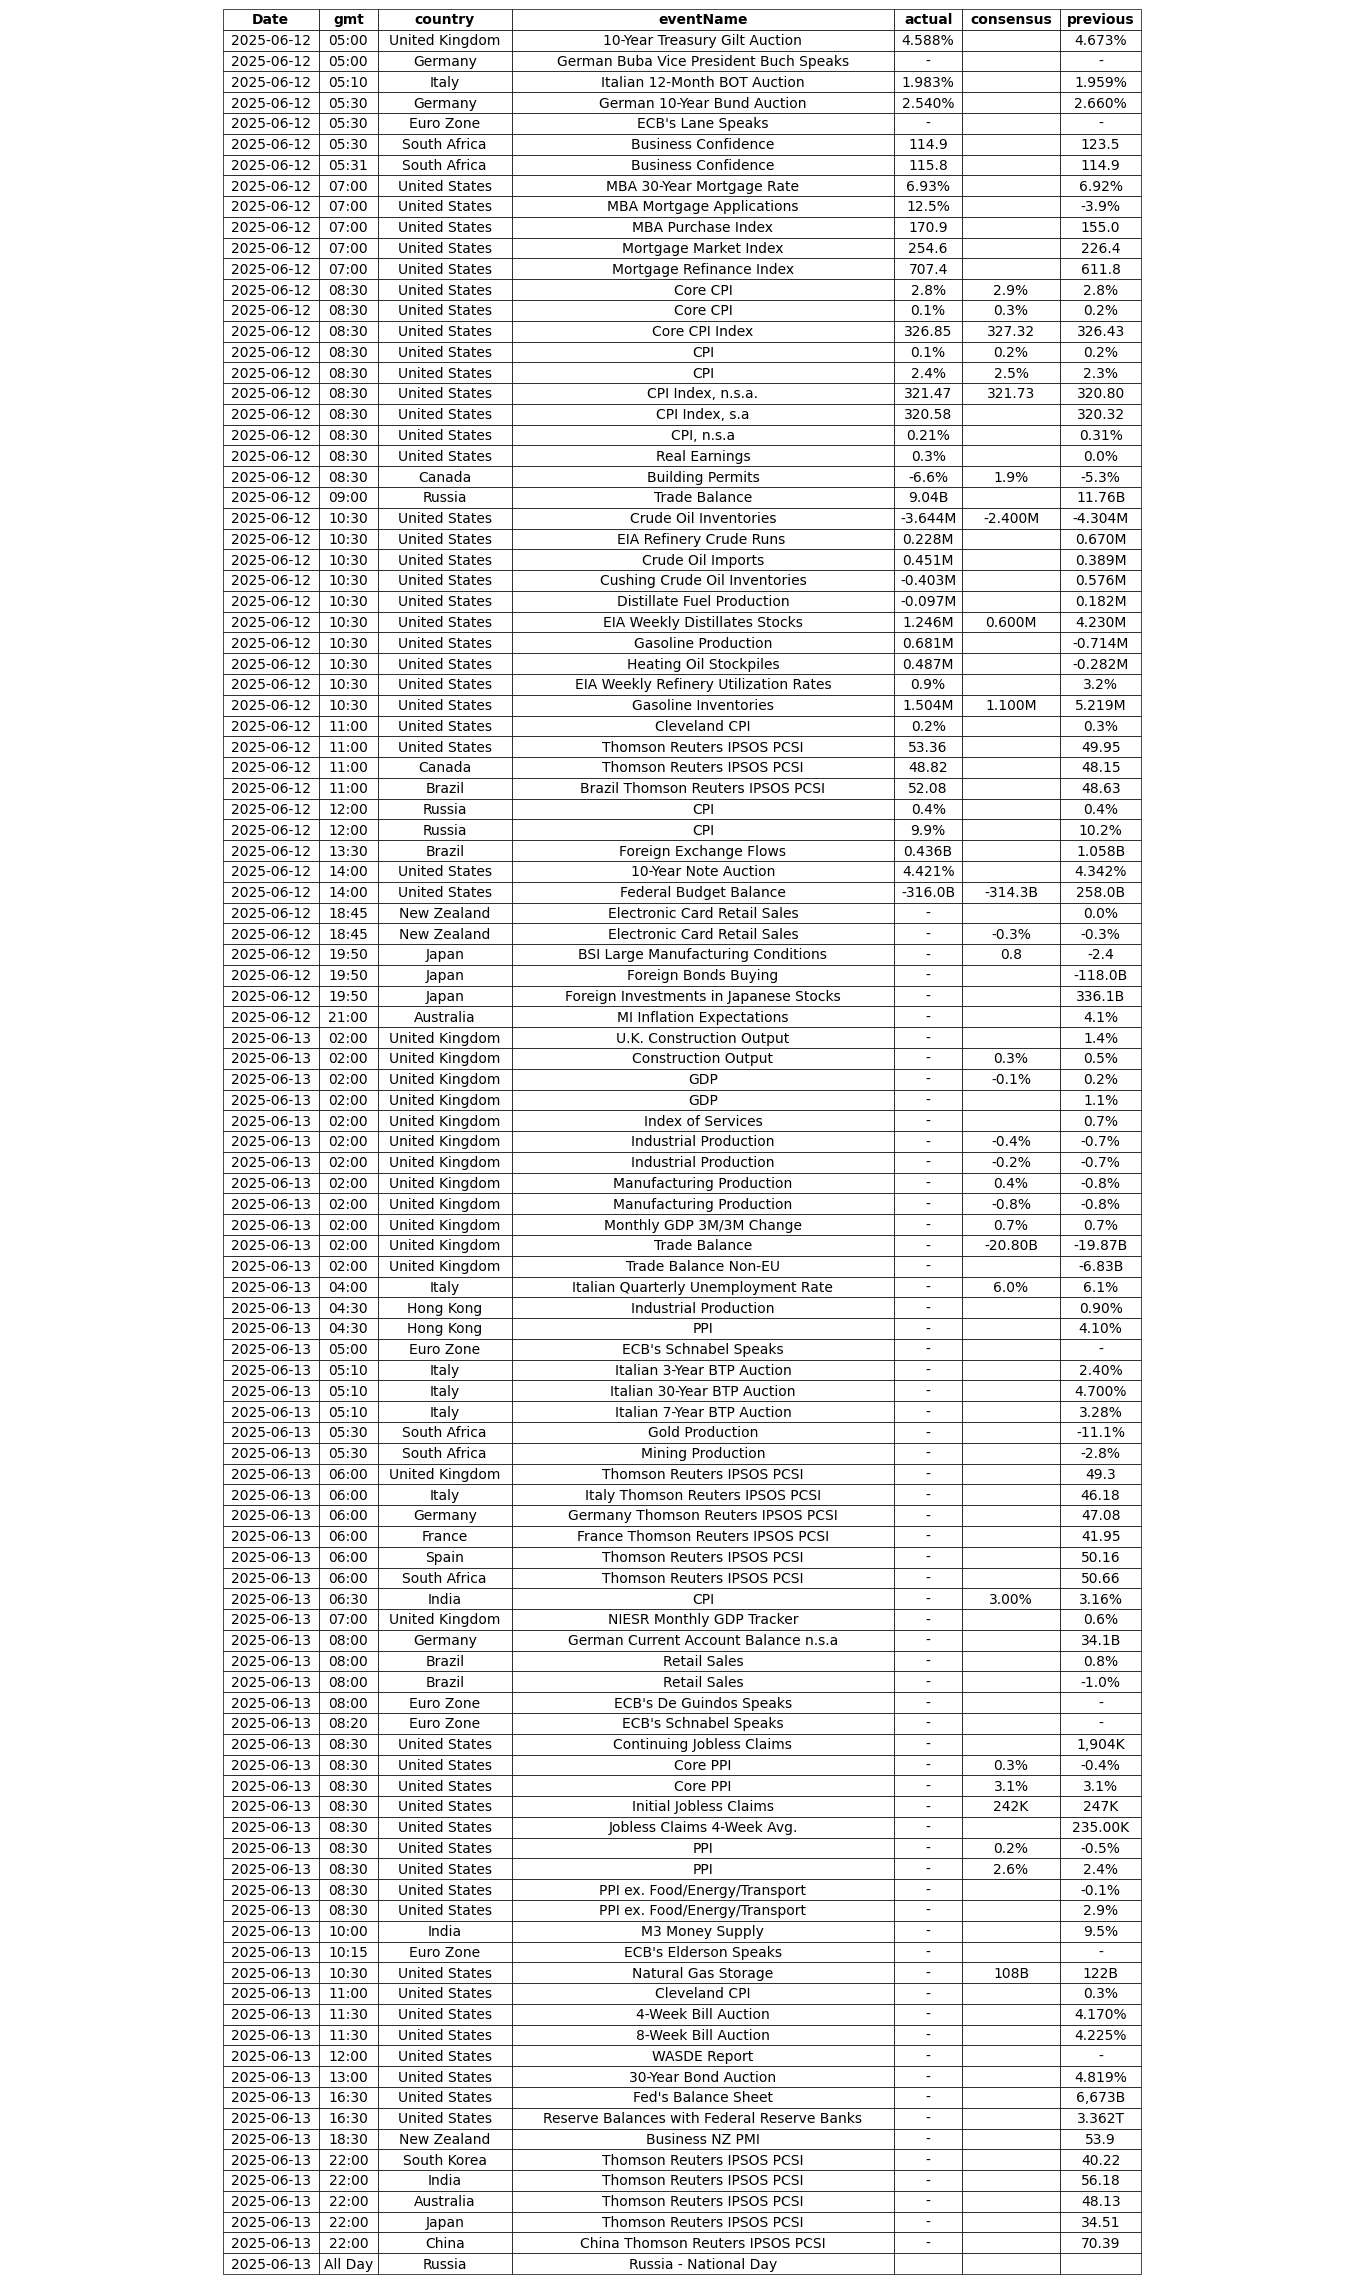 Date gmt country eventName actual consensus previous
2025-06-12 05:00 United Kingdom 10-Year Treasury Gilt Auction 4.588% 4.673%
2025-06-12 05:00 Germany German Buba Vice President Buch Speaks - -
2025-06-12 05:10 Italy Italian 12-Month BOT Auction 1.983% 1.959%
2025-06-12 05:30 Germany German 10-Year Bund Auction 2.540% 2.660%
2025-06-12 05:30 Euro Zone ECB's Lane Speaks - -
2025-06-12 05:30 South Africa Business Confidence 114.9 123.5
2025-06-12 05:31 South Africa Business Confidence 115.8 114.9
2025-06-12 07:00 United States MBA 30-Year Mortgage Rate 6.93% 6.92%
2025-06-12 07:00 United States MBA Mortgage Applications 12.5% -3.9%
2025-06-12 07:00 United States MBA Purchase Index 170.9 155.0
2025-06-12 07:00 United States Mortgage Market Index 254.6 226.4
2025-06-12 07:00 United States Mortgage Refinance Index 707.4 611.8
2025-06-12 08:30 United States Core CPI 2.8% 2.9% 2.8%
2025-06-12 08:30 United States Core CPI 0.1% 0.3% 0.2%
2025-06-12 08:30 United States Core CPI Index 326.85 327.32 326.43
2025-06-12 08:30 United States CPI 0.1% 0.2% 0.2%
2025-06-12 08:30 United States CPI 2.4% 2.5% 2.3%
2025-06-12 08:30 United States CPI Index, n.s.a. 321.47 321.73 320.80
2025-06-12 08:30 United States CPI Index, s.a 320.58 320.32
2025-06-12 08:30 United States CPI, n.s.a 0.21% 0.31%
2025-06-12 08:30 United States Real Earnings 0.3% 0.0%
2025-06-12 08:30 Canada Building Permits -6.6% 1.9% -5.3%
2025-06-12 09:00 Russia Trade Balance 9.04B 11.76B
2025-06-12 10:30 United States Crude Oil Inventories -3.644M -2.400M -4.304M
2025-06-12 10:30 United States EIA Refinery Crude Runs 0.228M 0.670M
2025-06-12 10:30 United States Crude Oil Imports 0.451M 0.389M
2025-06-12 10:30 United States Cushing Crude Oil Inventories -0.403M 0.576M
2025-06-12 10:30 United States Distillate Fuel Production -0.097M 0.182M
2025-06-12 10:30 United States EIA Weekly Distillates Stocks 1.246M 0.600M 4.230M
2025-06-12 10:30 United States Gasoline Production 0.681M -0.714M
2025-06-12 10:30 United States Heating Oil Stockpiles 0.487M -0.282M
2025-06-12 10:30 United States EIA Weekly Refinery Utilization Rates 0.9% 3.2%
2025-06-12 10:30 United States Gasoline Inventories 1.504M 1.100M 5.219M
2025-06-12 11:00 United States Cleveland CPI 0.2% 0.3%
2025-06-12 11:00 United States Thomson Reuters IPSOS PCSI 53.36 49.95
2025-06-12 11:00 Canada Thomson Reuters IPSOS PCSI 48.82 48.15
2025-06-12 11:00 Brazil Brazil Thomson Reuters IPSOS PCSI 52.08 48.63
2025-06-12 12:00 Russia CPI 0.4% 0.4%
2025-06-12 12:00 Russia CPI 9.9% 10.2%
2025-06-12 13:30 Brazil Foreign Exchange Flows 0.436B 1.058B
2025-06-12 14:00 United States 10-Year Note Auction 4.421% 4.342%
2025-06-12 14:00 United States Federal Budget Balance -316.0B -314.3B 258.0B
2025-06-12 18:45 New Zealand Electronic Card Retail Sales - 0.0%
2025-06-12 18:45 New Zealand Electronic Card Retail Sales - -0.3% -0.3%
2025-06-12 19:50 Japan BSI Large Manufacturing Conditions - 0.8 -2.4
2025-06-12 19:50 Japan Foreign Bonds Buying - -118.0B
2025-06-12 19:50 Japan Foreign Investments in Japanese Stocks - 336.1B
2025-06-12 21:00 Australia MI Inflation Expectations - 4.1%
2025-06-13 02:00 United Kingdom U.K. Construction Output - 1.4%
2025-06-13 02:00 United Kingdom Construction Output - 0.3% 0.5%
2025-06-13 02:00 United Kingdom GDP - -0.1% 0.2%
2025-06-13 02:00 United Kingdom GDP - 1.1%
2025-06-13 02:00 United Kingdom Index of Services - 0.7%
2025-06-13 02:00 United Kingdom Industrial Production - -0.4% -0.7%
2025-06-13 02:00 United Kingdom Industrial Production - -0.2% -0.7%
2025-06-13 02:00 United Kingdom Manufacturing Production - 0.4% -0.8%
2025-06-13 02:00 United Kingdom Manufacturing Production - -0.8% -0.8%
2025-06-13 02:00 United Kingdom Monthly GDP 3M/3M Change - 0.7% 0.7%
2025-06-13 02:00 United Kingdom Trade Balance - -20.80B -19.87B
2025-06-13 02:00 United Kingdom Trade Balance Non-EU - -6.83B
2025-06-13 04:00 Italy Italian Quarterly Unemployment Rate - 6.0% 6.1%
2025-06-13 04:30 Hong Kong Industrial Production - 0.90%
2025-06-13 04:30 Hong Kong PPI - 4.10%
2025-06-13 05:00 Euro Zone ECB's Schnabel Speaks - -
2025-06-13 05:10 Italy Italian 3-Year BTP Auction - 2.40%
2025-06-13 05:10 Italy Italian 30-Year BTP Auction - 4.700%
2025-06-13 05:10 Italy Italian 7-Year BTP Auction - 3.28%
2025-06-13 05:30 South Africa Gold Production - -11.1%
2025-06-13 05:30 South Africa Mining Production - -2.8%
2025-06-13 06:00 United Kingdom Thomson Reuters IPSOS PCSI - 49.3
2025-06-13 06:00 Italy Italy Thomson Reuters IPSOS PCSI - 46.18
2025-06-13 06:00 Germany Germany Thomson Reuters IPSOS PCSI - 47.08
2025-06-13 06:00 France France Thomson Reuters IPSOS PCSI - 41.95
2025-06-13 06:00 Spain Thomson Reuters IPSOS PCSI - 50.16
2025-06-13 06:00 South Africa Thomson Reuters IPSOS PCSI - 50.66
2025-06-13 06:30 India CPI - 3.00% 3.16%
2025-06-13 07:00 United Kingdom NIESR Monthly GDP Tracker - 0.6%
2025-06-13 08:00 Germany German Current Account Balance n.s.a - 34.1B
2025-06-13 08:00 Brazil Retail Sales - 0.8%
2025-06-13 08:00 Brazil Retail Sales - -1.0%
2025-06-13 08:00 Euro Zone ECB's De Guindos Speaks - -
2025-06-13 08:20 Euro Zone ECB's Schnabel Speaks - -
2025-06-13 08:30 United States Continuing Jobless Claims - 1,904K
2025-06-13 08:30 United States Core PPI - 0.3% -0.4%
2025-06-13 08:30 United States Core PPI - 3.1% 3.1%
2025-06-13 08:30 United States Initial Jobless Claims - 242K 247K
2025-06-13 08:30 United States Jobless Claims 4-Week Avg. - 235.00K
2025-06-13 08:30 United States PPI - 0.2% -0.5%
2025-06-13 08:30 United States PPI - 2.6% 2.4%
2025-06-13 08:30 United States PPI ex. Food/Energy/Transport - -0.1%
2025-06-13 08:30 United States PPI ex. Food/Energy/Transport - 2.9%
2025-06-13 10:00 India M3 Money Supply - 9.5%
2025-06-13 10:15 Euro Zone ECB's Elderson Speaks - -
2025-06-13 10:30 United States Natural Gas Storage - 108B 122B
2025-06-13 11:00 United States Cleveland CPI - 0.3%
2025-06-13 11:30 United States 4-Week Bill Auction - 4.170%
2025-06-13 11:30 United States 8-Week Bill Auction - 4.225%
2025-06-13 12:00 United States WASDE Report - -
2025-06-13 13:00 United States 30-Year Bond Auction - 4.819%
2025-06-13 16:30 United States Fed's Balance Sheet - 6,673B
2025-06-13 16:30 United States Reserve Balances with Federal Reserve Banks - 3.362T
2025-06-13 18:30 New Zealand Business NZ PMI - 53.9
2025-06-13 22:00 South Korea Thomson Reuters IPSOS PCSI - 40.22
2025-06-13 22:00 India Thomson Reuters IPSOS PCSI - 56.18
2025-06-13 22:00 Australia Thomson Reuters IPSOS PCSI - 48.13
2025-06-13 22:00 Japan Thomson Reuters IPSOS PCSI - 34.51
2025-06-13 22:00 China China Thomson Reuters IPSOS PCSI - 70.39
2025-06-13 All Day Russia Russia - National Day